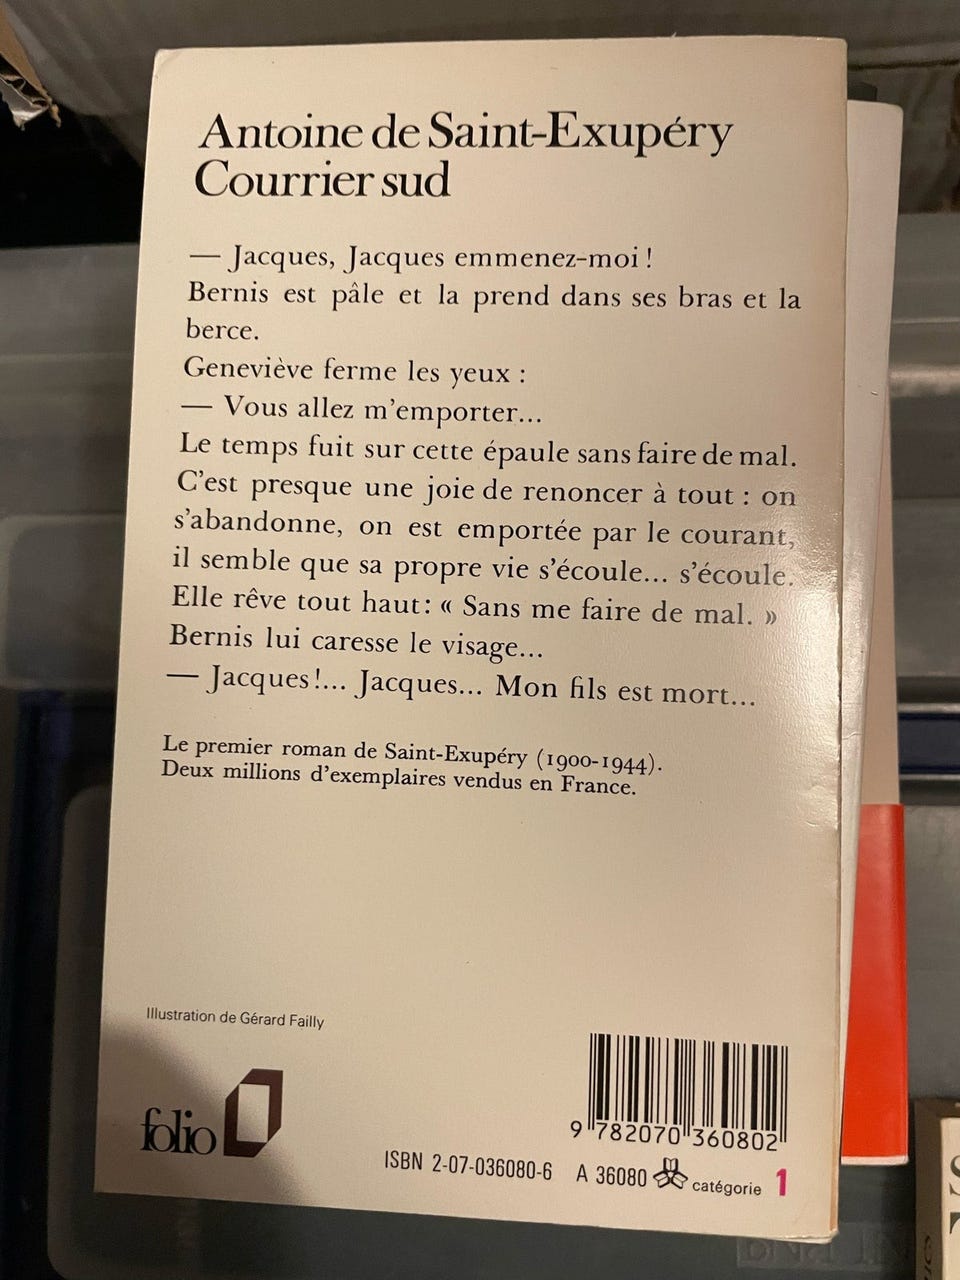 Antoine de Saint-Exupéry
Courrier sud
— Jacques, Jacques emmenez-moi !
Bernis est pâle et la prend dans ses bras et la
berce.
Geneviève ferme les yeux :
— Vous allez m'emporter...
Le temps fuit sur cette épaule sans faire de mal.
C'est presque une joie de renoncer à tout : on
s'abandonne, on est emportée par le courant,
il semble que sa propre vie s'écoule... s'écoule.
Elle rêve tout haut: « Sans me faire de mal. »
Bernis lui caresse le visage...
— Jacques !... Jacques... Mon fils est mort...
Le premier roman de Saint-Exupéry (1900-1944).
Deux millions d'exemplaires vendus en France.
Illustration de Gérard Failly
folio
9 782070 360802
ISBN 2-07-036080-6 A 36080 catégorie 1